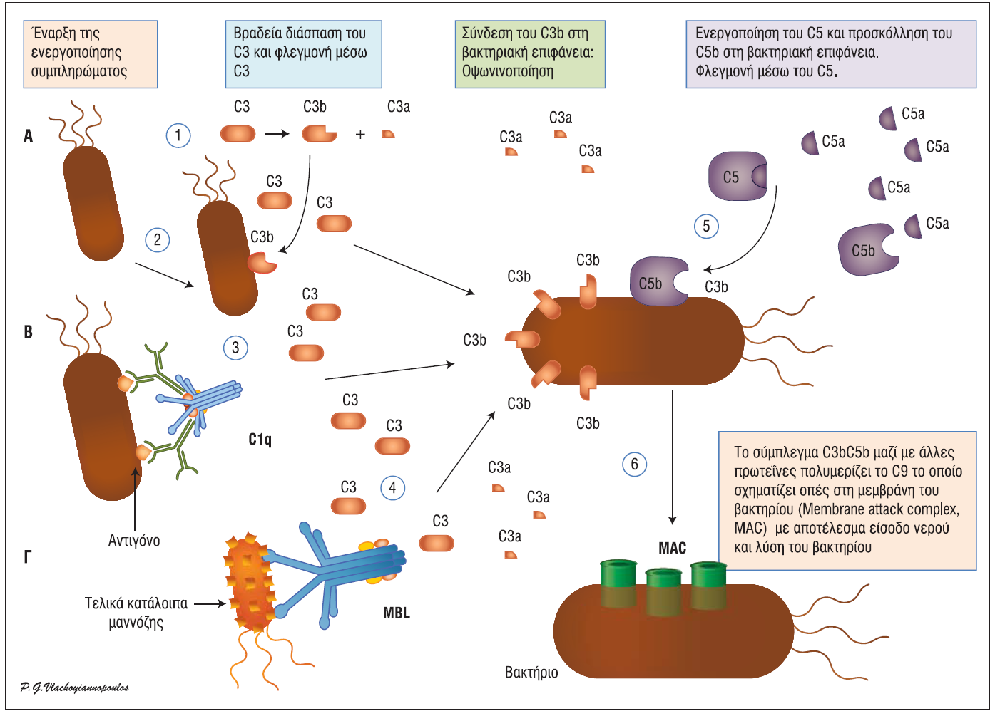 Έναρξη της
ενεργοποίησης
συμπληρώματος
Βραδεία διάσπαση του
C3 και φλεγμονή μέσω
C3
Σύνδεση του C3b στη
βακτηριακή επιφάνεια:
Οψωνινοποίηση
Ενεργοποίηση του C5 και προσκόλληση του
C5b στη βακτηριακή επιφάνεια.
Φλεγμονή μέσω του C5.
A
1
C3
C3b
+
C3a
C3
C3
C3b
2
C3a
C3a
C3a
C5
C5a
C5a
C5a
C5a
C5a
C5b
5
B
3
C3
C3
C1q
Αντιγόνο
C3b
C3b
C5b
C3b
C3b
C3b
C3b
C3
C3
C3
4
C3
C3a
C3a
C3a
6
Το σύμπλεγμα C3bC5b μαζί με άλλες
πρωτεΐνες πολυμερίζει το C9 το οποίο
σχηματίζει οπές στη μεμβράνη του
βακτηρίου (Membrane attack complex,
MAC) με αποτέλεσμα είσοδο νερού
και λύση του βακτηρίου
Γ
Τελικά κατάλοιπα
μαννόζης
MBL
MAC
Βακτήριο
P.G.Vlachoyiannopoulos